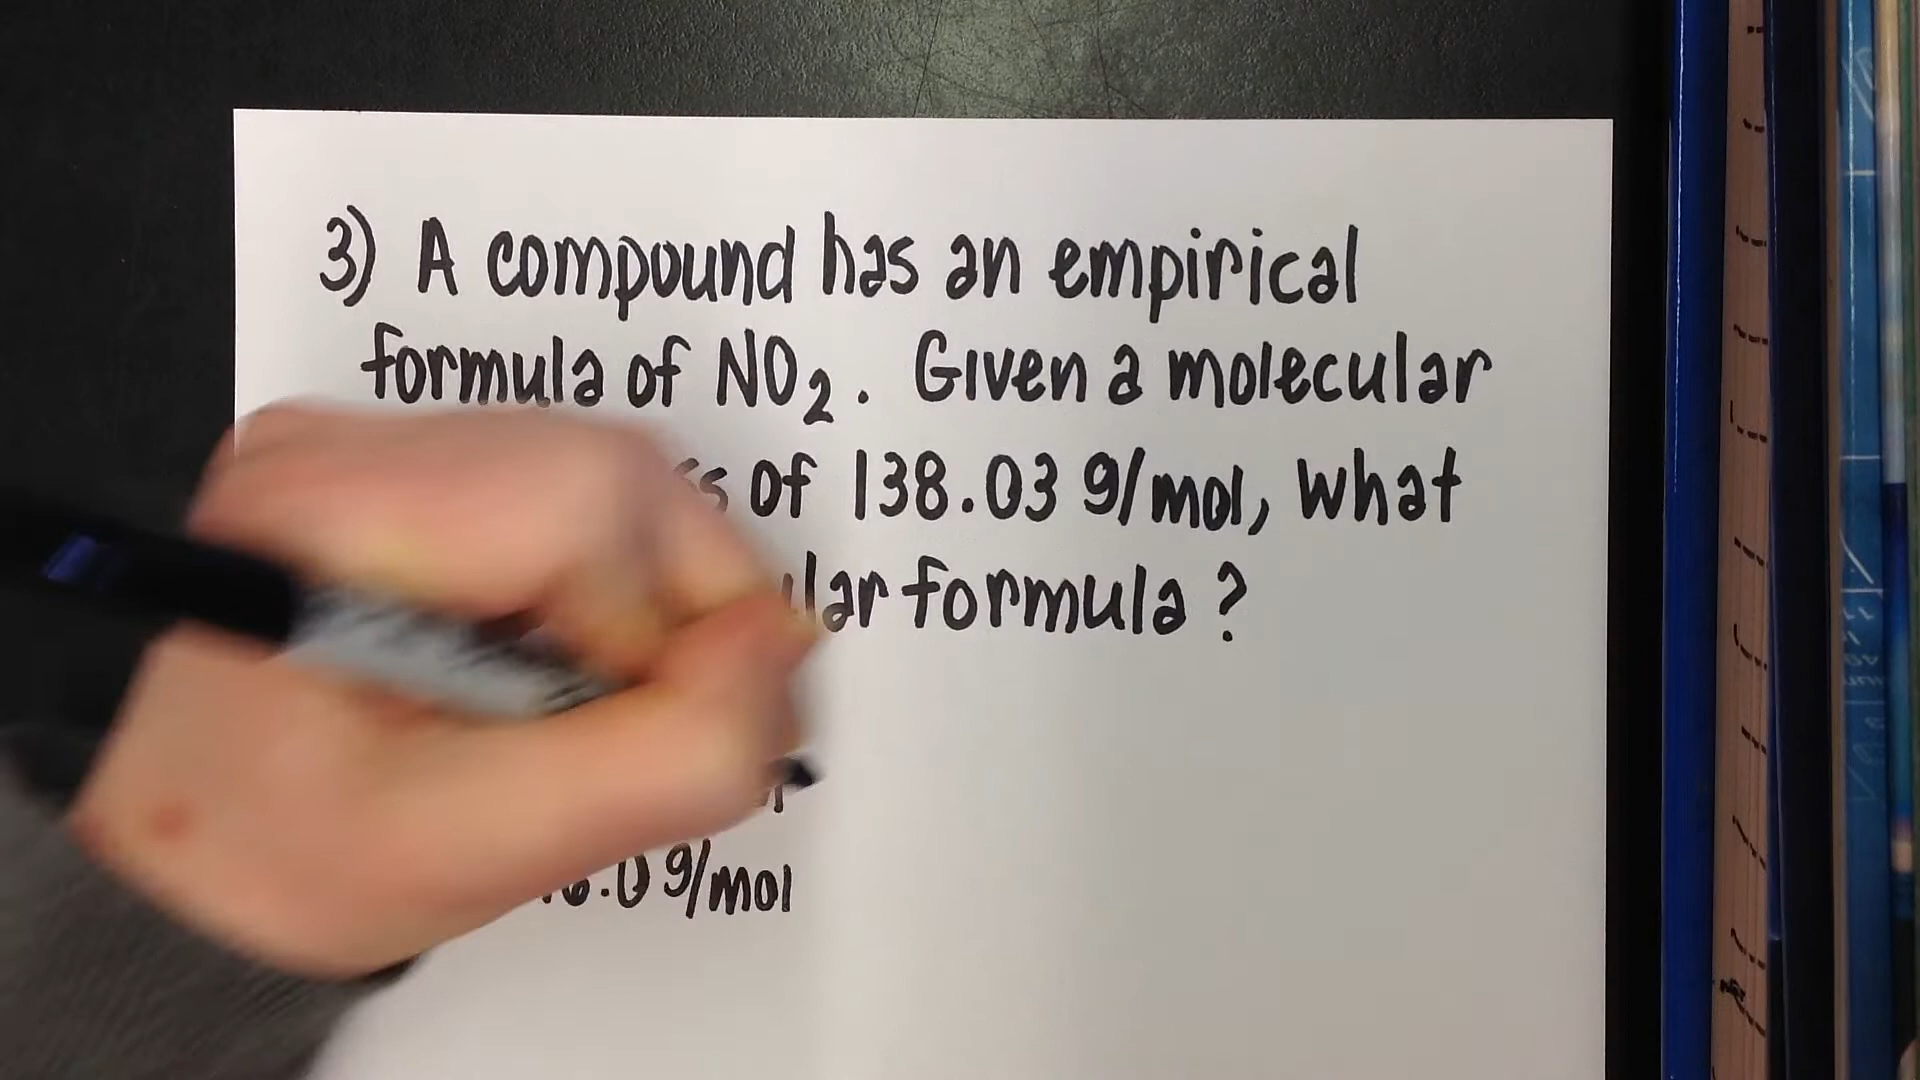 3) A compound has an empirical
formula of NO₂. Given a molecular
of 138.03 g/mol, what
formula?
g/mol